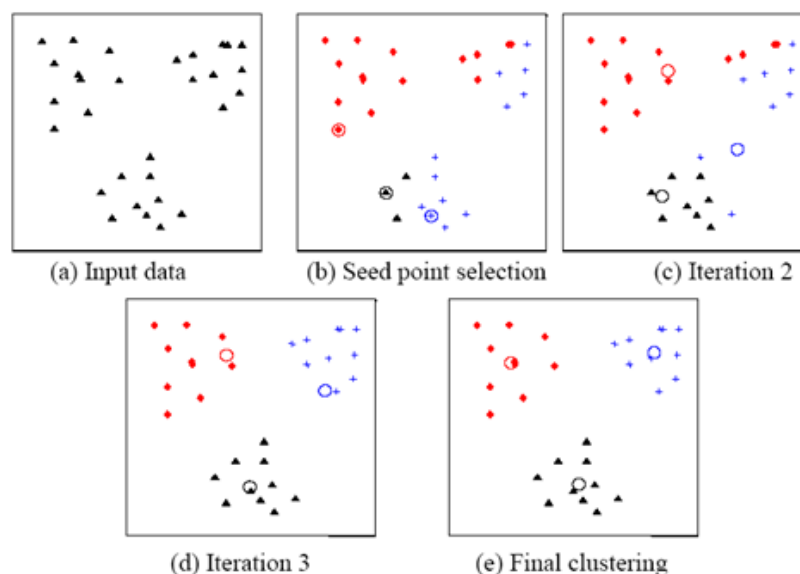 (a) Input data
(b) Seed point selection
(c) Iteration 2
(d) Iteration 3
(e) Final clustering